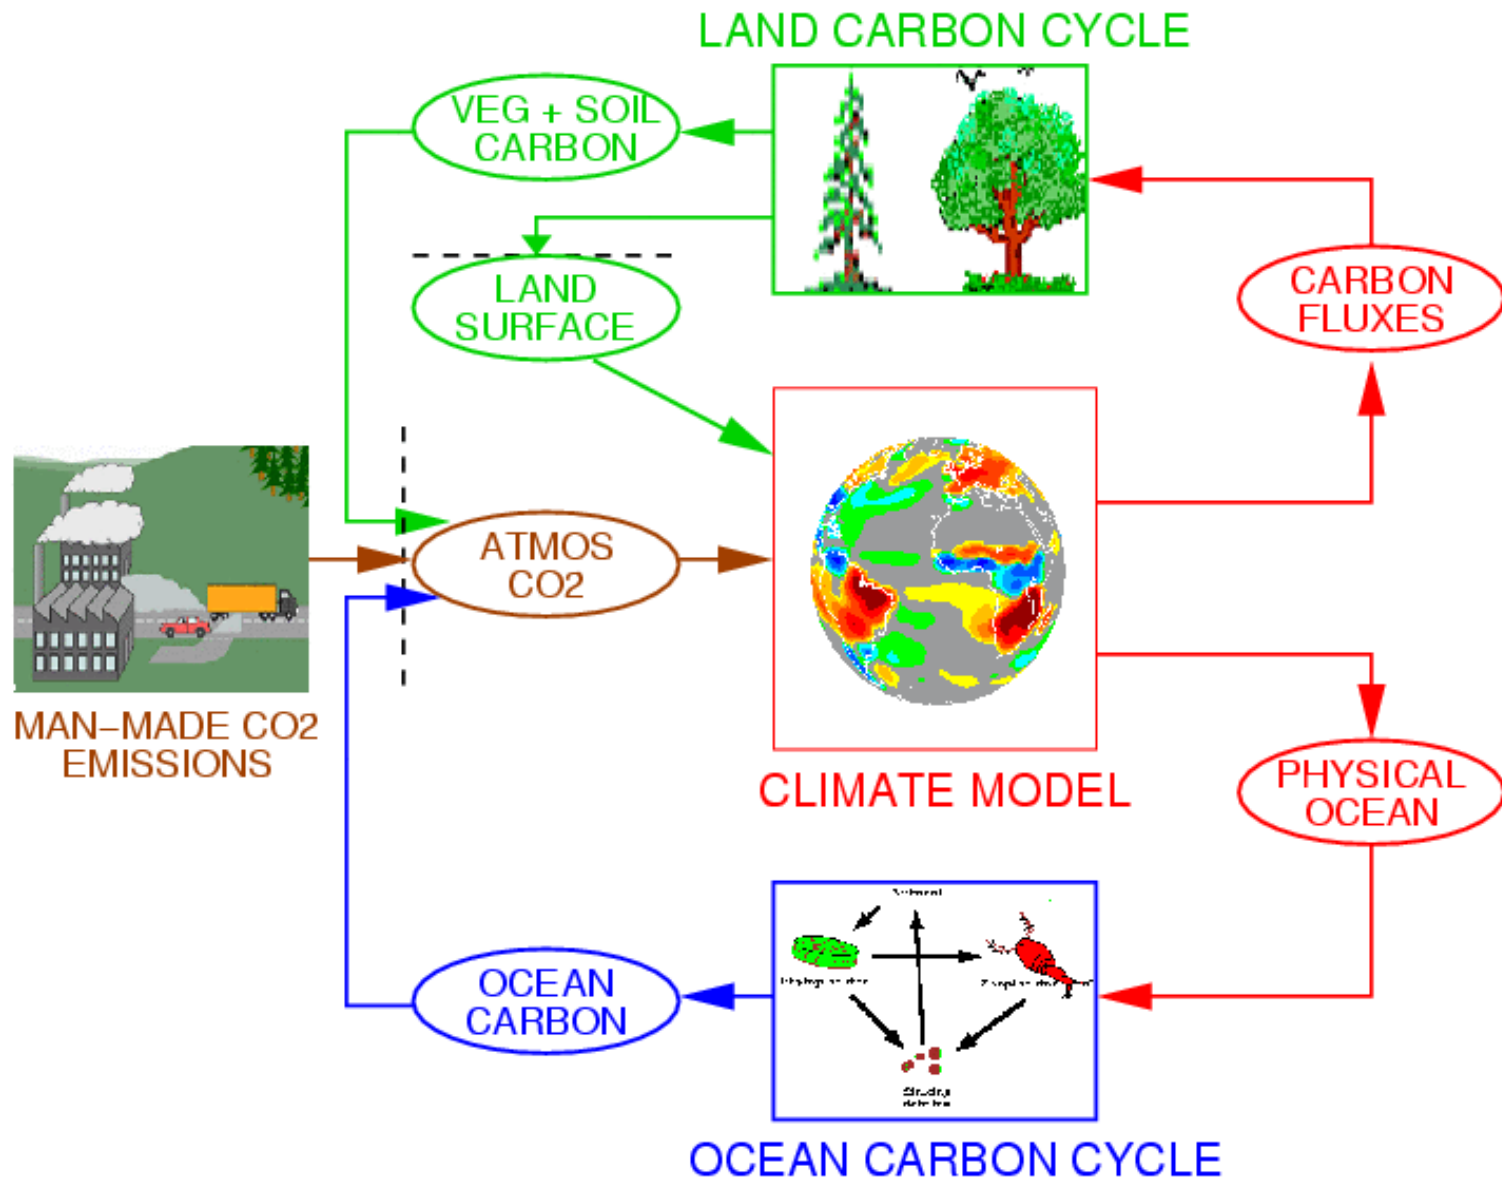 LAND CARBON CYCLE
VEG + SOIL
CARBON
LAND
SURFACE
CARBON
FLUXES
ATMOS
CO2
MAN-MADE CO2
EMISSIONS
CLIMATE MODEL
PHYSICAL
OCEAN
OCEAN
CARBON
OCEAN CARBON CYCLE